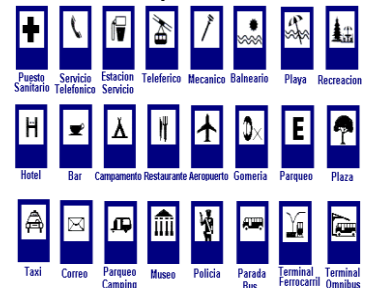 Puesto Sanitario
Servicio Telefonico
Estacion Servicio
Teleferico
Mecanico
Balneario
Playa
Recreacion
H
E
Hotel
Bar
Campamento
Restaurante
Aeropuerto
Gomeria
Parqueo
Plaza
Taxi
Correo
Parqueo Camping
Museo
Policia
Parada Bus
Terminal Ferrocarril
Terminal Omnibus